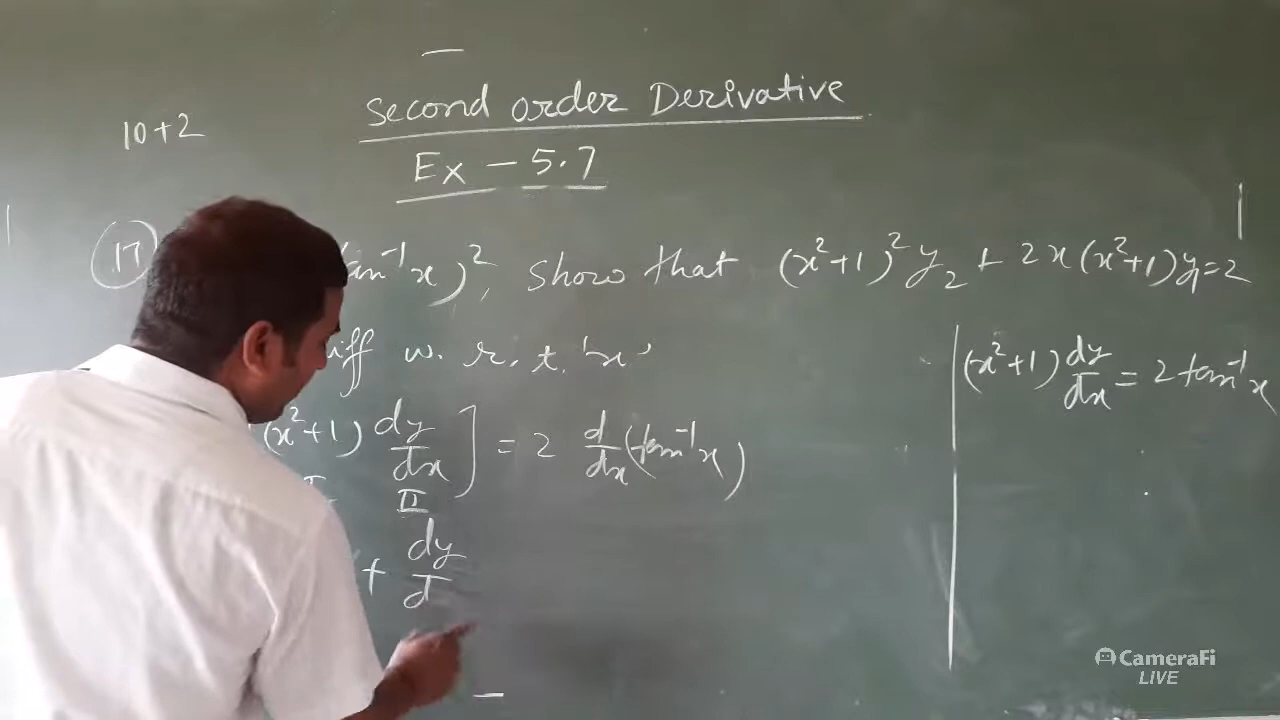 Second order Derivative
10+2
Ex - 5.7
17 tan⁻¹x)², Show that (x²+1)²y₂ + 2x(x²+1)y₁=2
iff w.r.t. 'x'
(x²+1) dy/dx = 2 tan⁻¹x
(x²+1) dy/dx] = 2 d/dx (tan⁻¹x)
I II
+ dy/d
CameraFi
LIVE